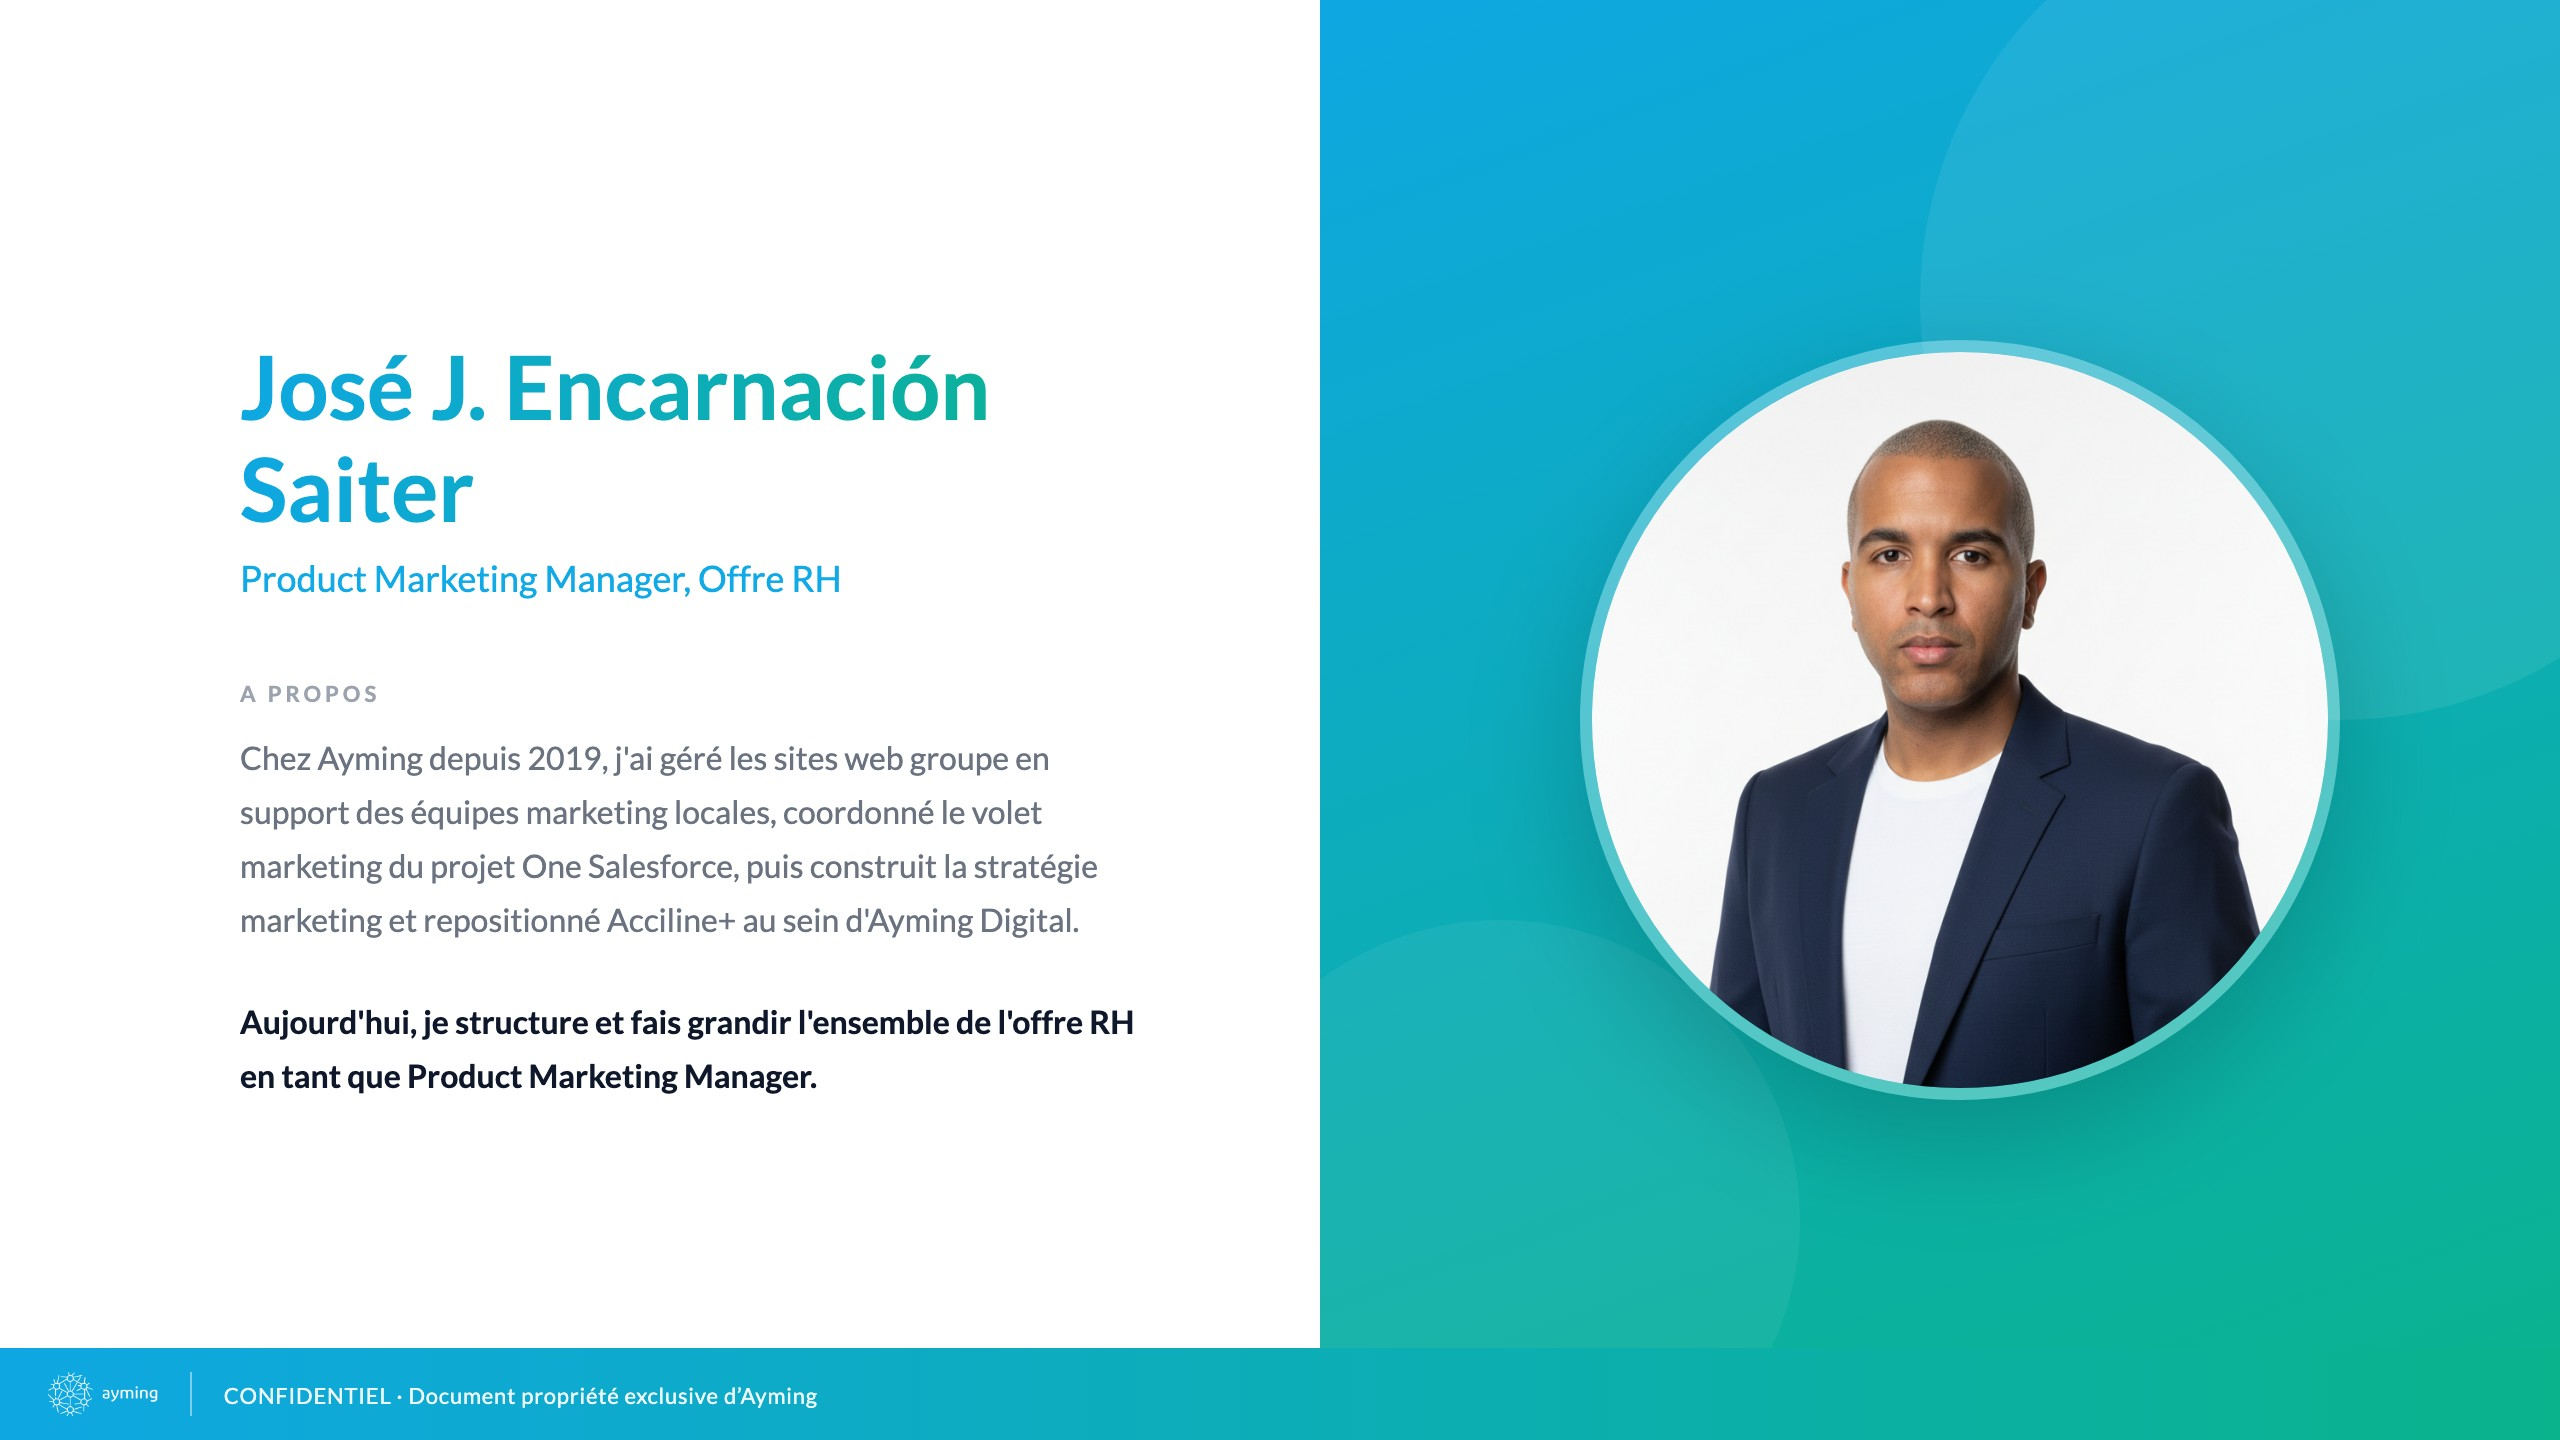 José J. Encarnación
Saiter
Product Marketing Manager, Offre RH
A PROPOS
Chez Ayming depuis 2019, j'ai géré les sites web groupe en
support des équipes marketing locales, coordonné le volet
marketing du projet One Salesforce, puis construit la stratégie
marketing et repositionné Acciline+ au sein d'Ayming Digital.
Aujourd'hui, je structure et fais grandir l'ensemble de l'offre RH
en tant que Product Marketing Manager.
ayming
CONFIDENTIEL · Document propriété exclusive d’Ayming